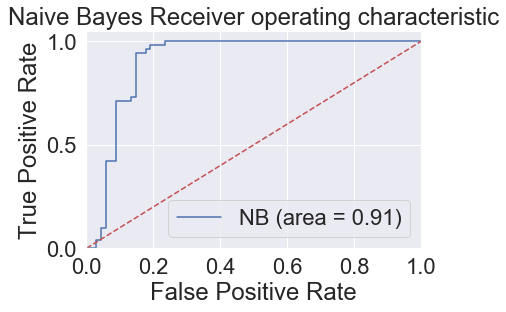 Naive Bayes Receiver operating characteristic
True Positive Rate
1.0
0.5
0.0
NB (area = 0.91)
0.0 0.2 0.4 0.6 0.8 1.0
False Positive Rate